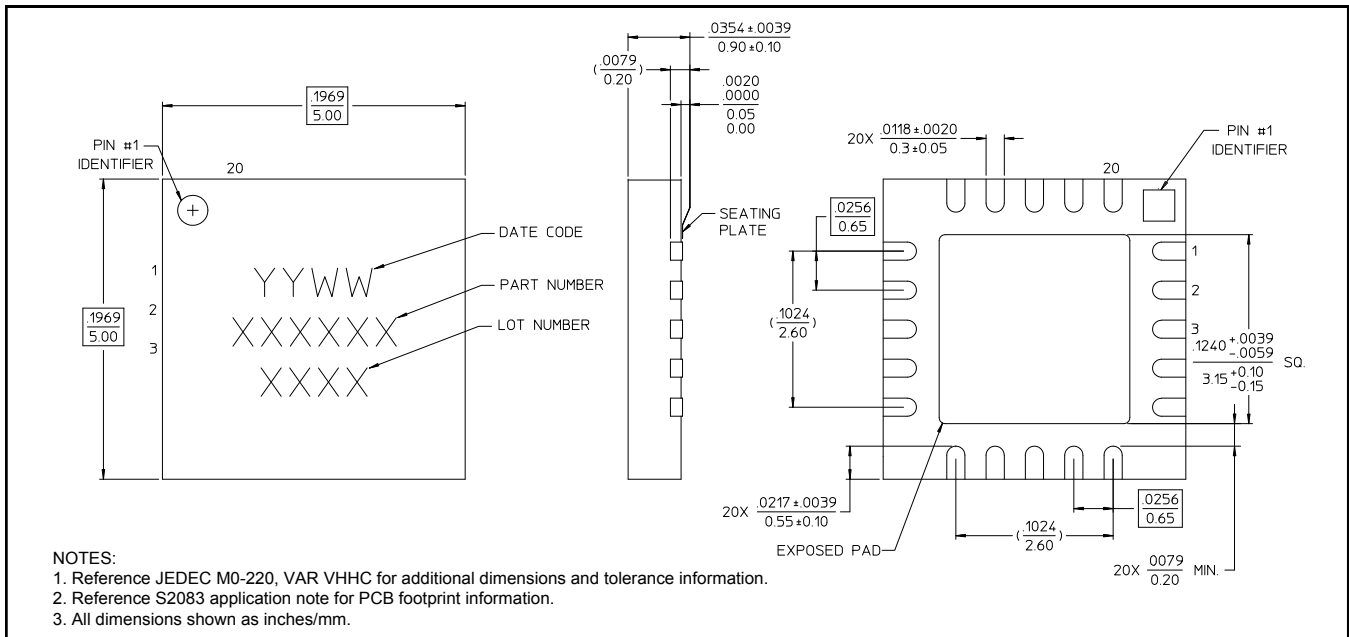 .1969
5.00
PIN #1
IDENTIFIER
20
.1969
5.00
1
2
3
YYWW
XXXXXX
XXXX
DATE CODE
PART NUMBER
LOT NUMBER
.0354 ±.0039
0.90 ±0.10
(.0079
0.20)
.0020
.0000
0.05
0.00
SEATING
PLATE
20X .0118 ±.0020
0.3 ±0.05
20
PIN #1
IDENTIFIER
.0256
0.65
(.1024
2.60)
1
2
3
.1240 +.0039
-.0059
3.15 +0.10
-0.15
SQ.
20X .0217 ±.0039
0.55 ±0.10
EXPOSED PAD
(.1024
2.60)
.0256
0.65
20X .0079
0.20 MIN.
NOTES:
1. Reference JEDEC M0-220, VAR VHHC for additional dimensions and tolerance information.
2. Reference S2083 application note for PCB footprint information.
3. All dimensions shown as inches/mm.